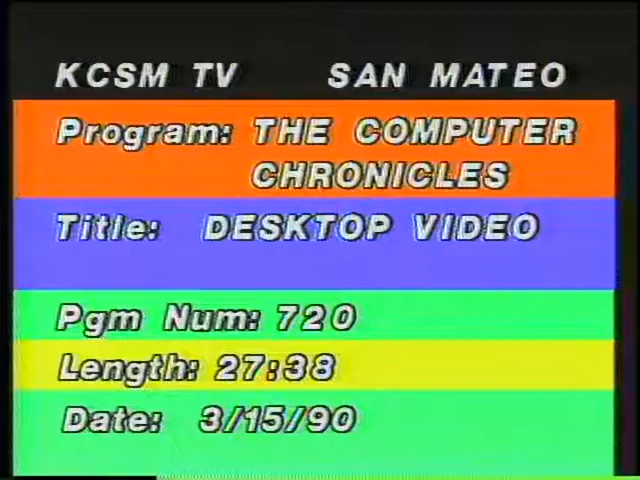 KCSM TV SAN MATEO
Program: THE COMPUTER
CHRONICLES
Title: DESKTOP VIDEO
Pgm Num: 720
Length: 27:38
Date: 3/15/90